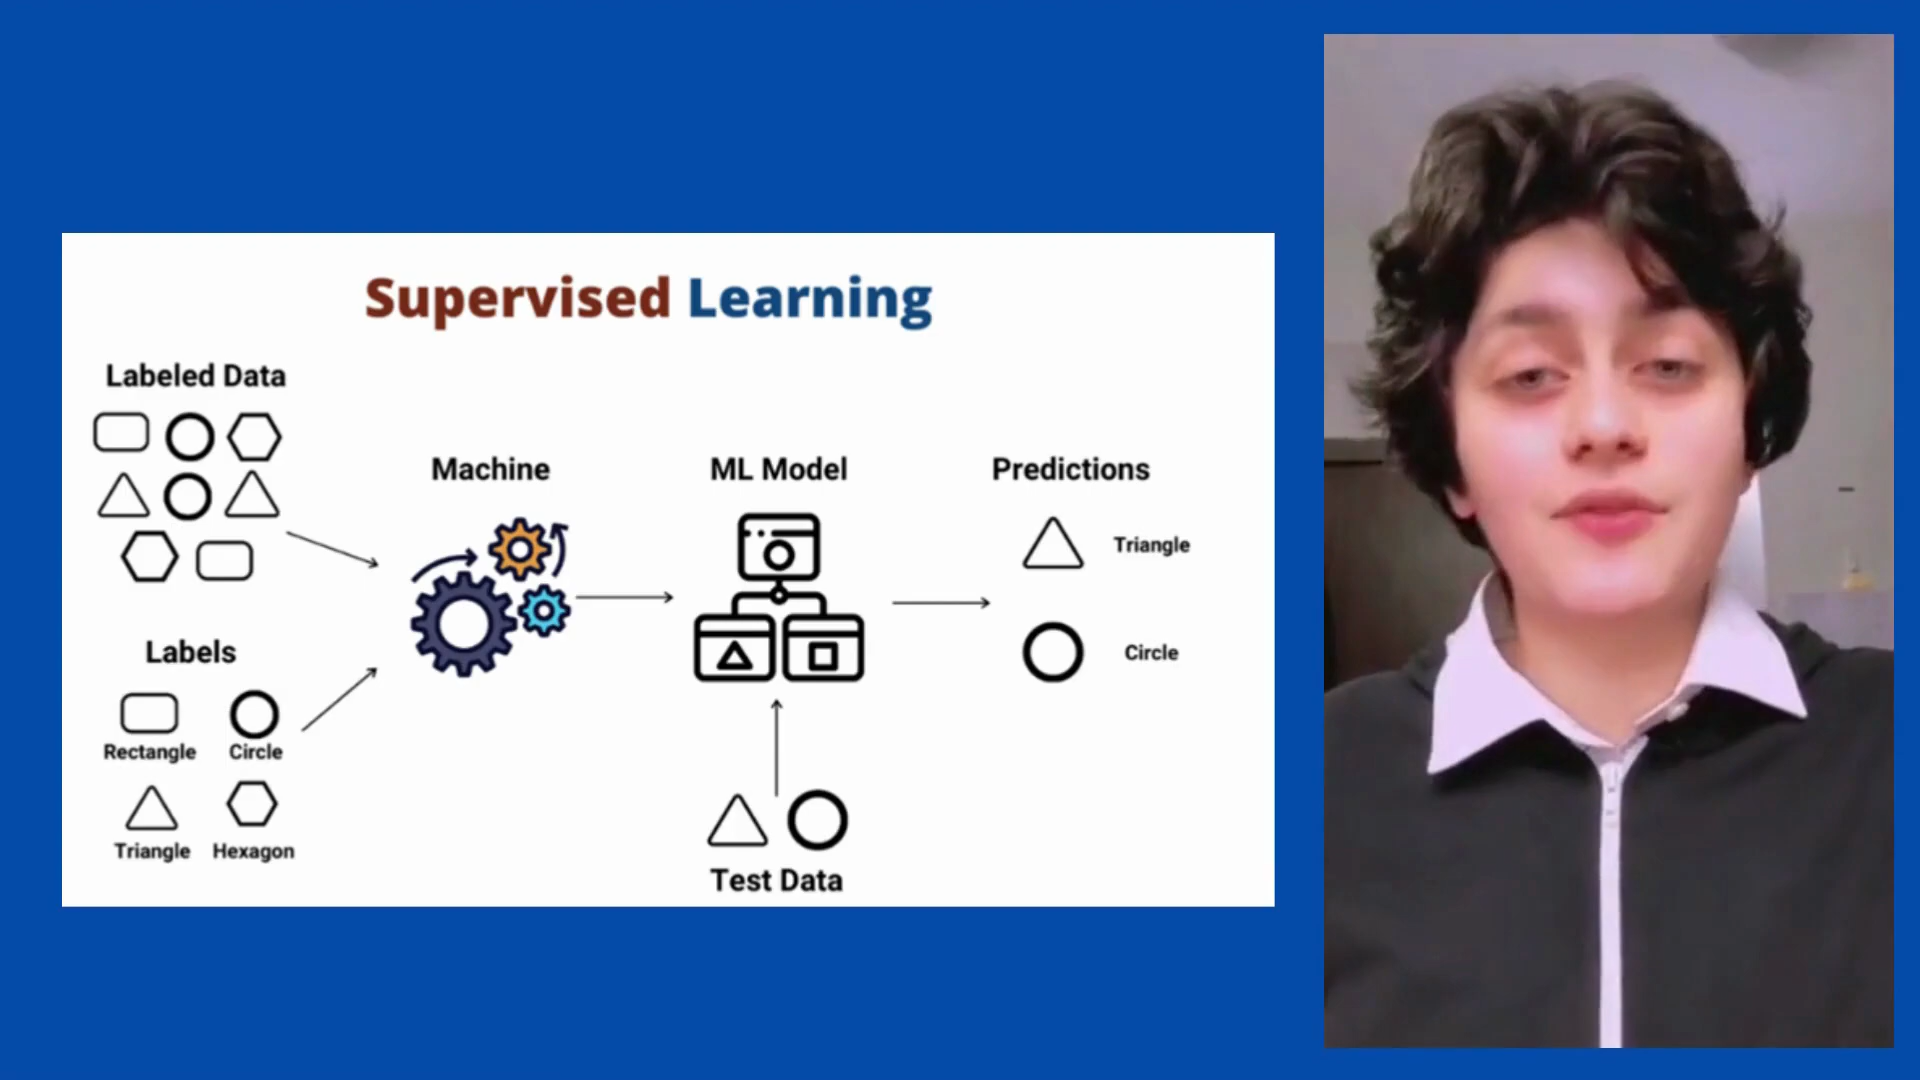 Supervised Learning
Labeled Data
Machine
ML Model
Predictions
Triangle
Circle
Labels
Rectangle
Circle
Triangle
Hexagon
Test Data